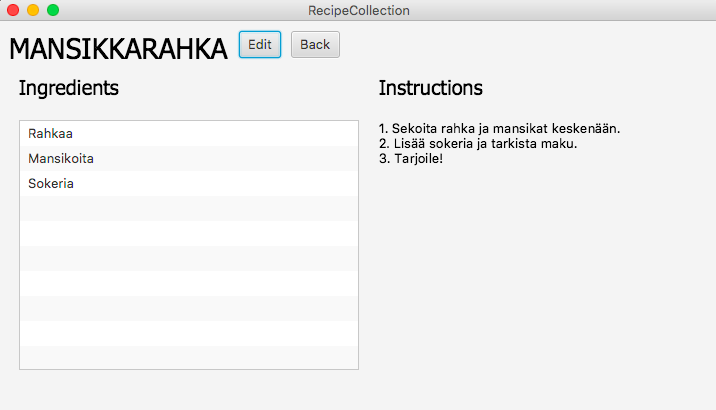 RecipeCollection
MANSIKKARAHKA
Edit
Back
Ingredients
Rahkaa
Mansikoita
Sokeria
Instructions
1. Sekoita rahka ja mansikat keskenään.
2. Lisää sokeria ja tarkista maku.
3. Tarjoile!